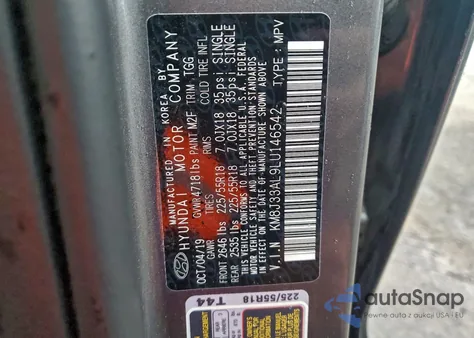 MANUFACTURED IN KOREA BY
HYUNDAI MOTOR COMPANY
OCT/04/19 GVWR 4718 lbs PAINT M2F TRIM TGG
GAWR TIRES RIMS COLD TIRE INFL
FRONT 2646 lbs 225/55R18 7.0JX18 35psi SINGLE
REAR 2535 lbs 225/55R18 7.0JX18 35psi SINGLE
THIS VEHICLE CONFORMS TO ALL APPLICABLE U.S.A. FEDERAL
MOTOR VEHICLE SAFETY AND THEFT PREVENTION STANDARDS
IN EFFECT ON THE DATE OF MANUFACTURE SHOWN ABOVE.
V.I.N : KM8J33AL9LU146542 TYPE : MPV
225/55R18
T44
autoSnap